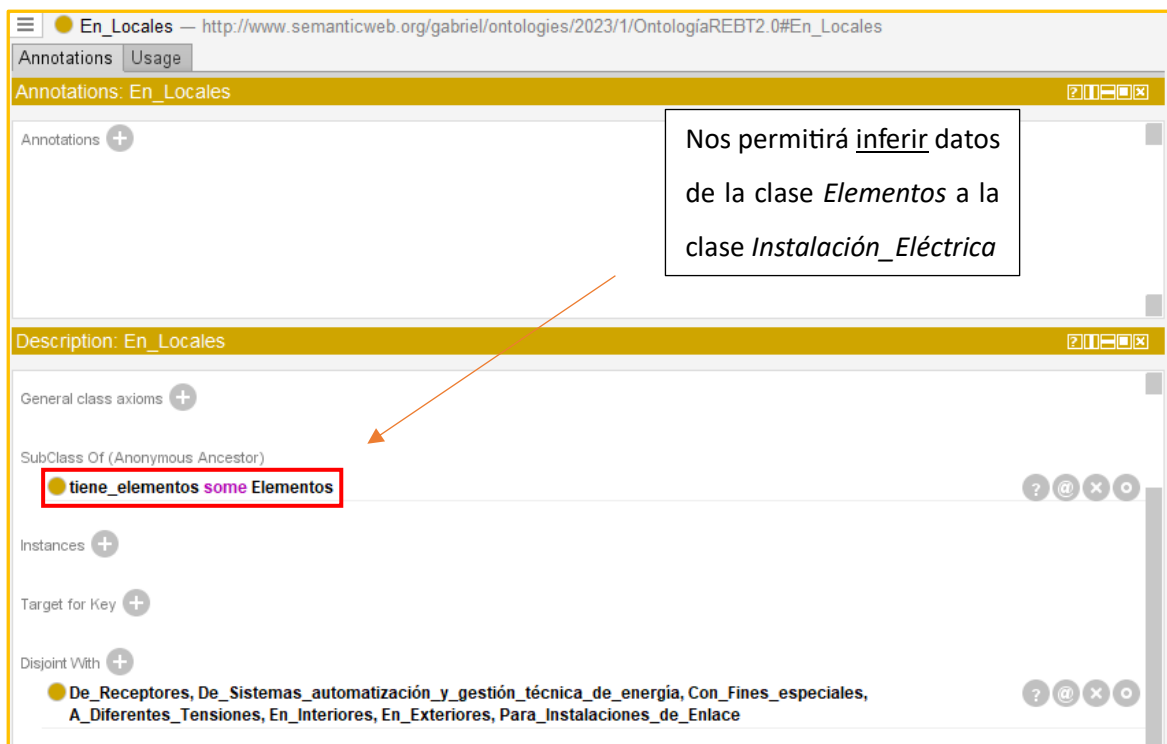 En_Locales — http://www.semanticweb.org/gabriel/ontologies/2023/1/OntologíaREBT2.0#En_Locales
Annotations Usage
Annotations: En_Locales
Annotations
Nos permitirá inferir datos
de la clase Elementos a la
clase Instalación_Eléctrica
Description: En_Locales
General class axioms
SubClass Of (Anonymous Ancestor)
tiene_elementos some Elementos
Instances
Target for Key
Disjoint With
De_Receptores, De_Sistemas_automatización_y_gestión_técnica_de_energía, Con_Fines_especiales,
A_Diferentes_Tensiones, En_Interiores, En_Exteriores, Para_Instalaciones_de_Enlace